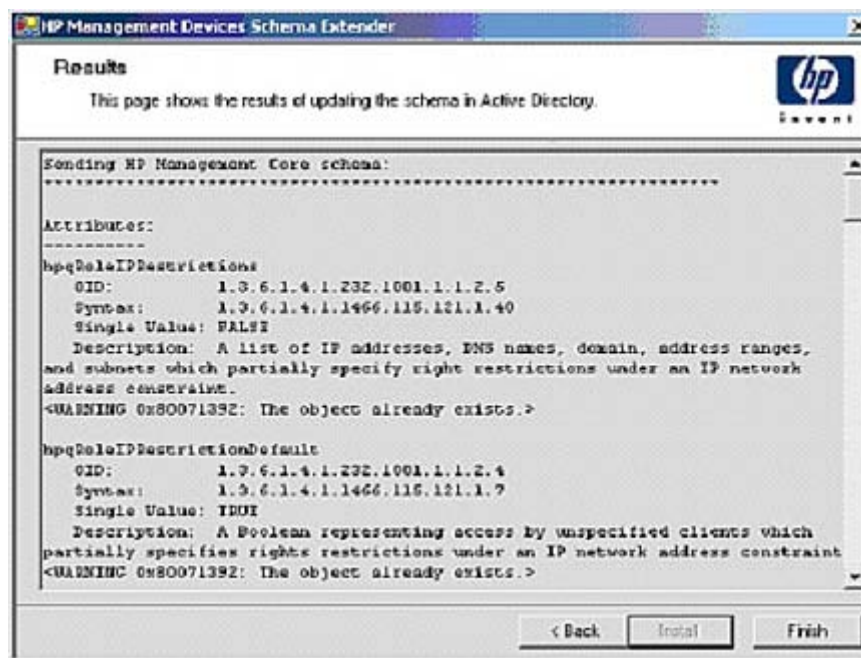 HP Management Devices Schema Extender
Results
This page shows the results of updating the schema in Active Directory.
hp
invent
Sending HP Management Core schema:
******************************************************************
Attributes:
----------
hpqRoleIPRestrictions
OID: 1.3.6.1.4.1.232.1001.1.1.2.5
Syntax: 1.3.6.1.4.1.1466.115.121.1.40
Single Value: FALSE
Description: A list of IP addresses, DNS names, domain, address ranges,
and subnets which partially specify right restrictions under an IP network
address constraint.
<WARNING 0x80071392: The object already exists.>
hpqRoleIPRestrictionDefault
OID: 1.3.6.1.4.1.232.1001.1.1.2.4
Syntax: 1.3.6.1.4.1.1466.115.121.1.7
Single Value: TRUE
Description: A Boolean representing access by unspecified clients which
partially specifies rights restrictions under an IP network address constraint
<WARNING 0x80071392: The object already exists.>
< Back Install Finish